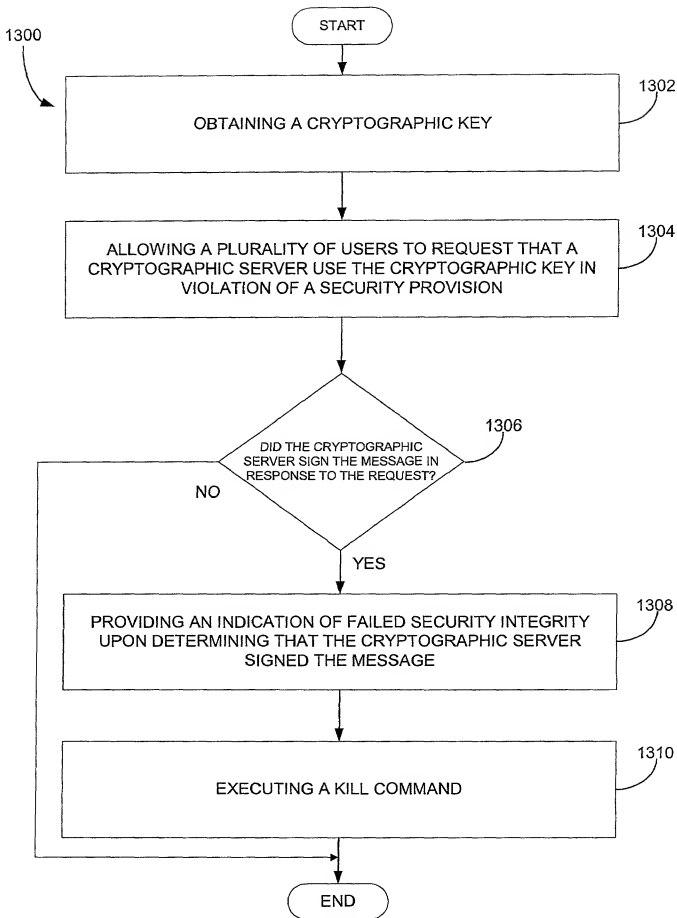 START
1300
1302
OBTAINING A CRYPTOGRAPHIC KEY
1304
ALLOWING A PLURALITY OF USERS TO REQUEST THAT A
CRYPTOGRAPHIC SERVER USE THE CRYPTOGRAPHIC KEY IN
VIOLATION OF A SECURITY PROVISION
1306
DID THE CRYPTOGRAPHIC
SERVER SIGN THE MESSAGE IN
RESPONSE TO THE REQUEST?
NO
YES
1308
PROVIDING AN INDICATION OF FAILED SECURITY INTEGRITY
UPON DETERMINING THAT THE CRYPTOGRAPHIC SERVER
SIGNED THE MESSAGE
1310
EXECUTING A KILL COMMAND
END